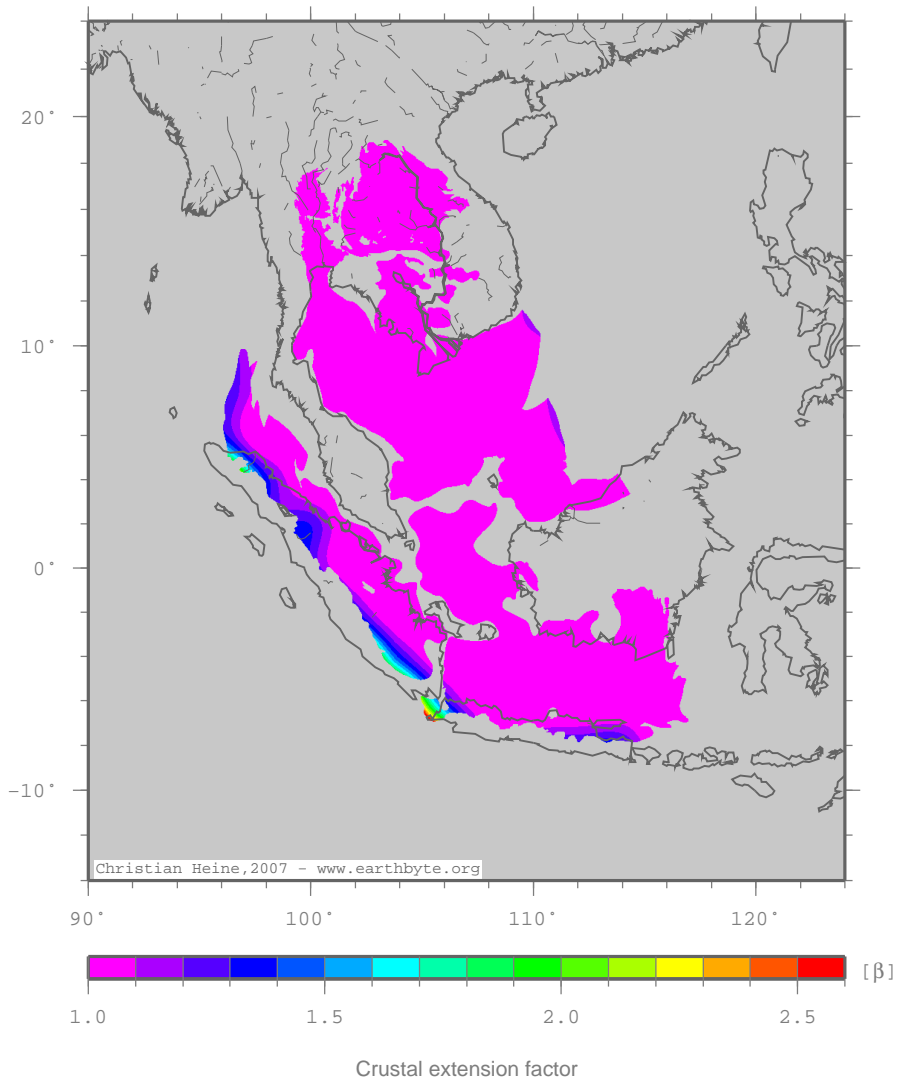 20°
10°
0°
−10°
Christian Heine,2007 − www.earthbyte.org
90° 100° 110° 120°
[β]
1.0 1.5 2.0 2.5
Crustal extension factor